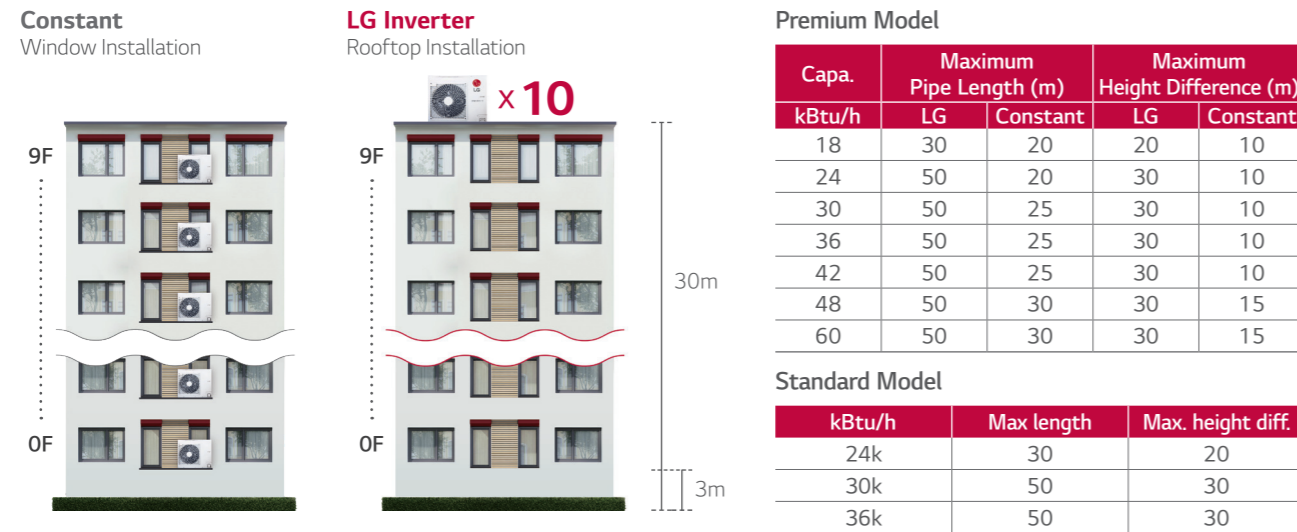 Constant
Window Installation
9F
0F
LG Inverter
Rooftop Installation
LG
x 10
9F
0F
30m
3m
Premium Model
Capa. Maximum Pipe Length (m) Maximum Height Difference (m)
kBtu/h LG Constant LG Constant
18 30 20 20 10
24 50 20 30 10
30 50 25 30 10
36 50 25 30 10
42 50 25 30 10
48 50 30 30 15
60 50 30 30 15
Standard Model
kBtu/h Max length Max. height diff.
24k 30 20
30k 50 30
36k 50 30